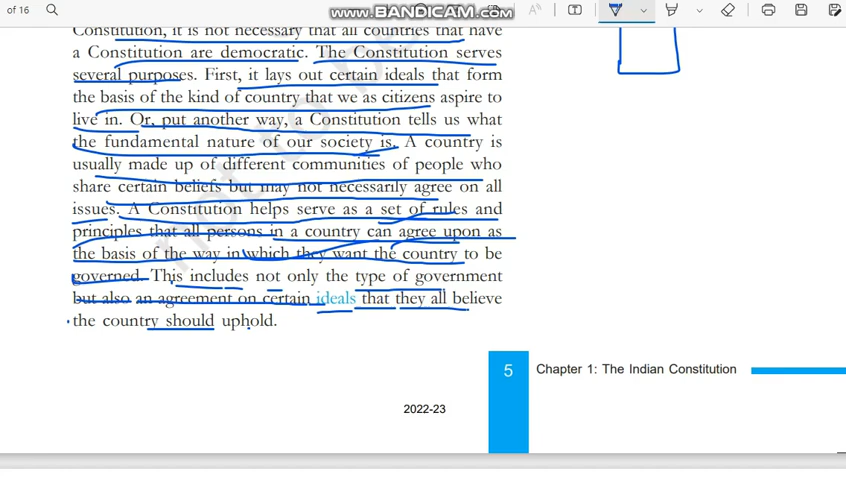 www.BANDICAM.com
of 16
Constitution, it is not necessary that all countries that have
a Constitution are democratic. The Constitution serves
several purposes. First, it lays out certain ideals that form
the basis of the kind of country that we as citizens aspire to
live in. Or, put another way, a Constitution tells us what
the fundamental nature of our society is. A country is
usually made up of different communities of people who
share certain beliefs but may not necessarily agree on all
issues. A Constitution helps serve as a set of rules and
principles that all persons in a country can agree upon as
the basis of the way in which they want the country to be
governed. This includes not only the type of government
but also an agreement on certain ideals that they all believe
the country should uphold.
5 Chapter 1: The Indian Constitution
2022-23